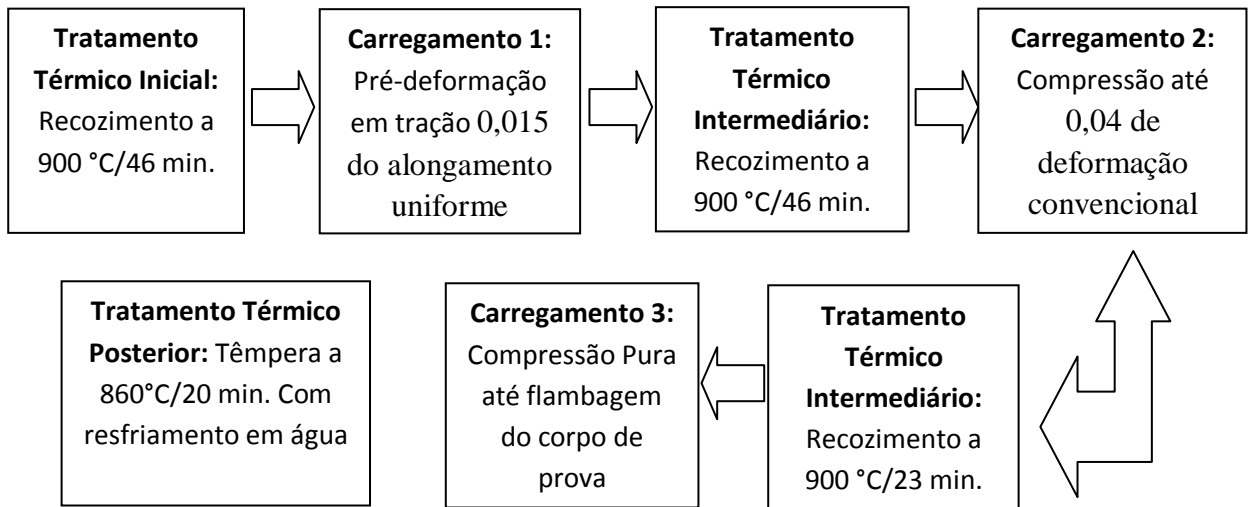 Tratamento
Térmico Inicial:
Recozimento a
900 °C/46 min.
Carregamento 1:
Pré-deformação
em tração 0,015
do alongamento
uniforme
Tratamento
Térmico
Intermediário:
Recozimento a
900 °C/46 min.
Carregamento 2:
Compressão até
0,04 de
deformação
convencional
Tratamento Térmico
Posterior: Têmpera a
860°C/20 min. Com
resfriamento em água
Carregamento 3:
Compressão Pura
até flambagem
do corpo de
prova
Tratamento
Térmico
Intermediário:
Recozimento a
900 °C/23 min.